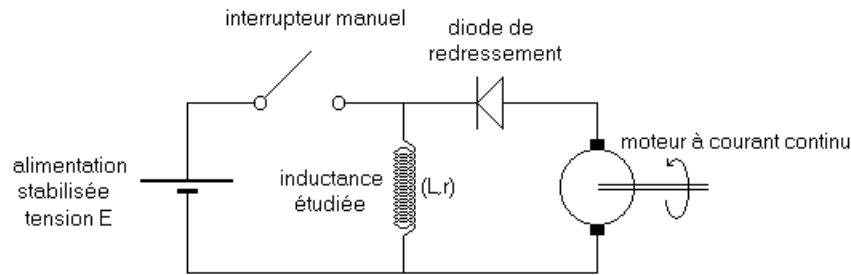 interrupteur manuel
diode de
redressement
moteur à courant continu
alimentation
stabilisée
tension E
inductance
étudiée
(L,r)